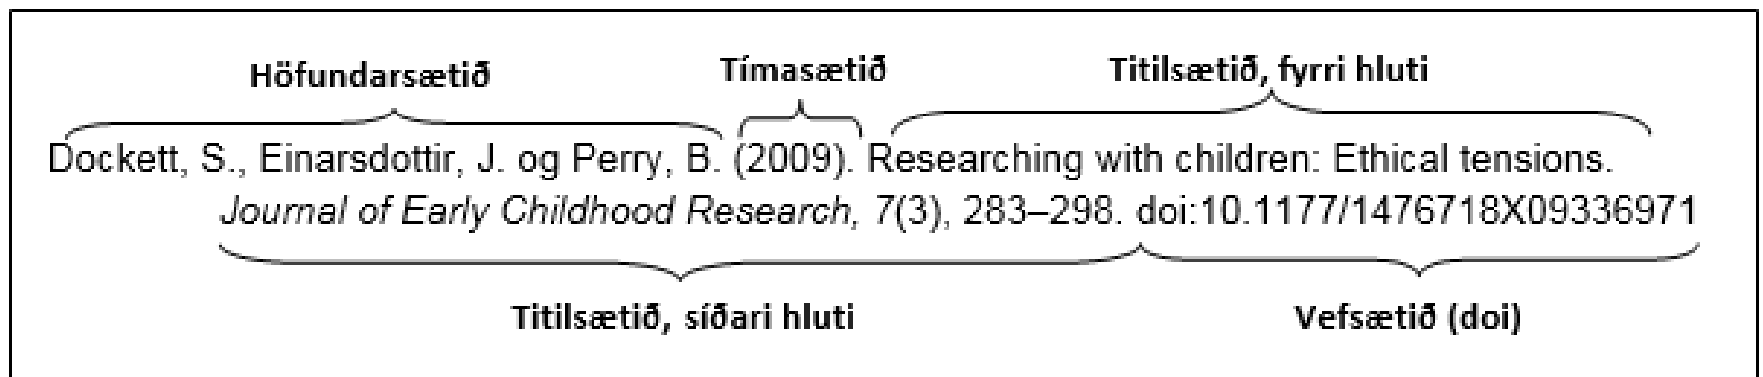 Höfundarsætið Tímasætið Titilsætið, fyrri hluti
Dockett, S., Einarsdottir, J. og Perry, B. (2009). Researching with children: Ethical tensions.
Journal of Early Childhood Research, 7(3), 283–298. doi:10.1177/1476718X09336971
Titilsætið, síðari hluti Vefsætið (doi)